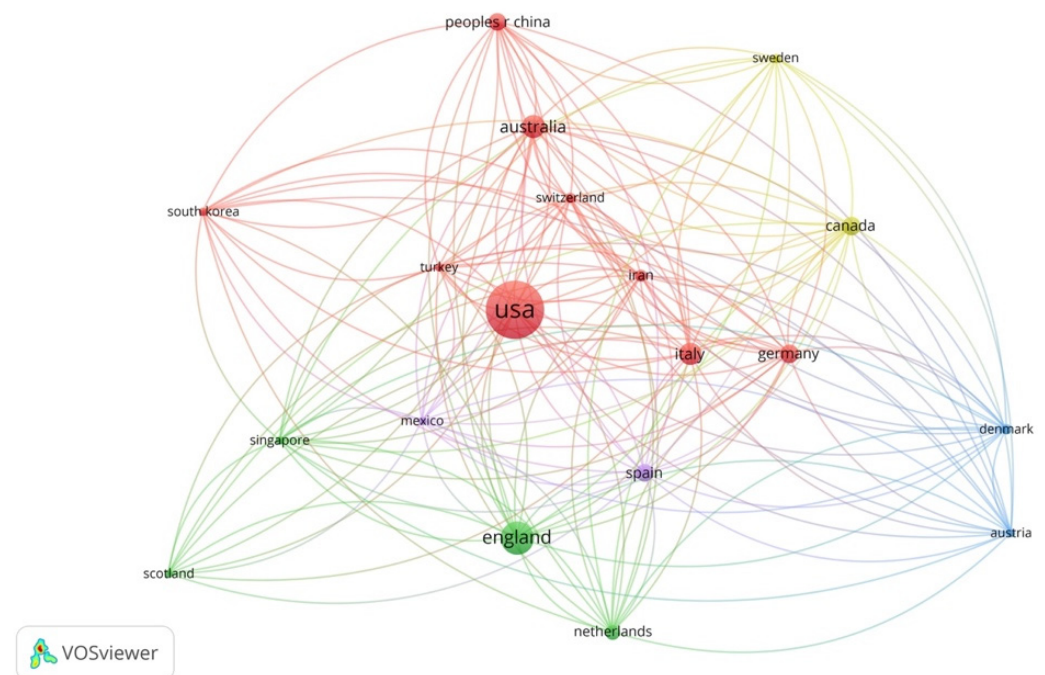 peoples r china
sweden
australia
switzerland
south korea
canada
turkey
iran
usa
italy
germany
mexico
denmark
singapore
spain
england
austria
scotland
netherlands
VOSviewer